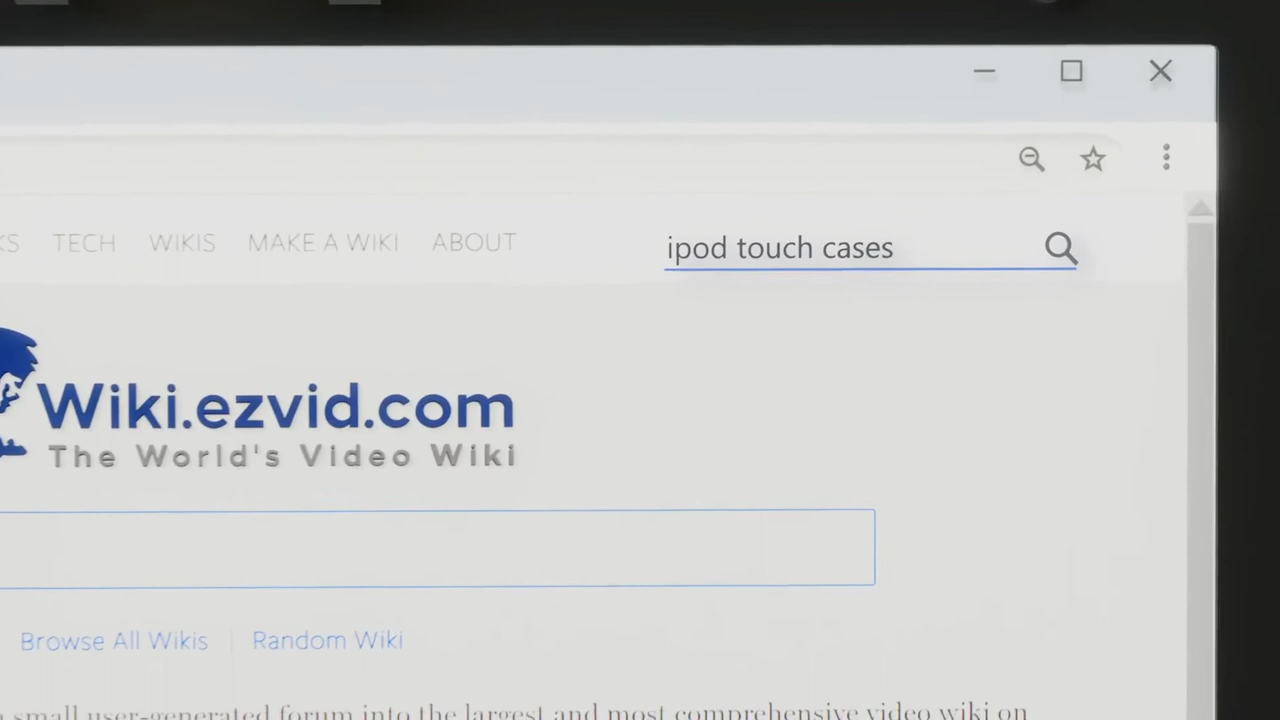 TECH WIKIS MAKE A WIKI ABOUT
ipod touch cases
Wiki.ezvid.com
The World's Video Wiki
Browse All Wikis | Random Wiki
small user-generated forum into the largest and most comprehensive video wiki on